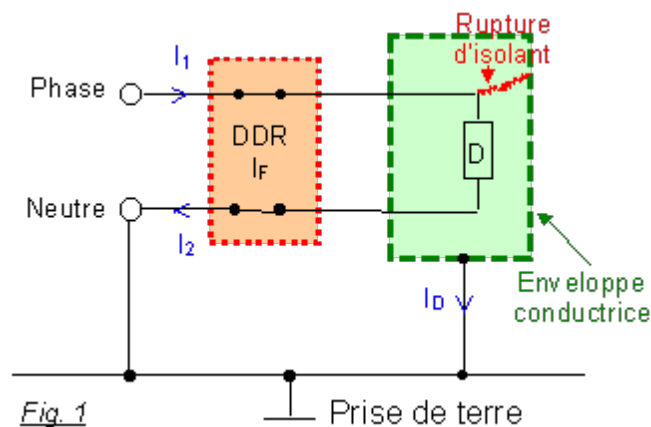 Rupture
d'isolant
I1
Phase
DDR
IF
D
Neutre
I2
ID
Enveloppe
conductrice
Fig. 1
Prise de terre